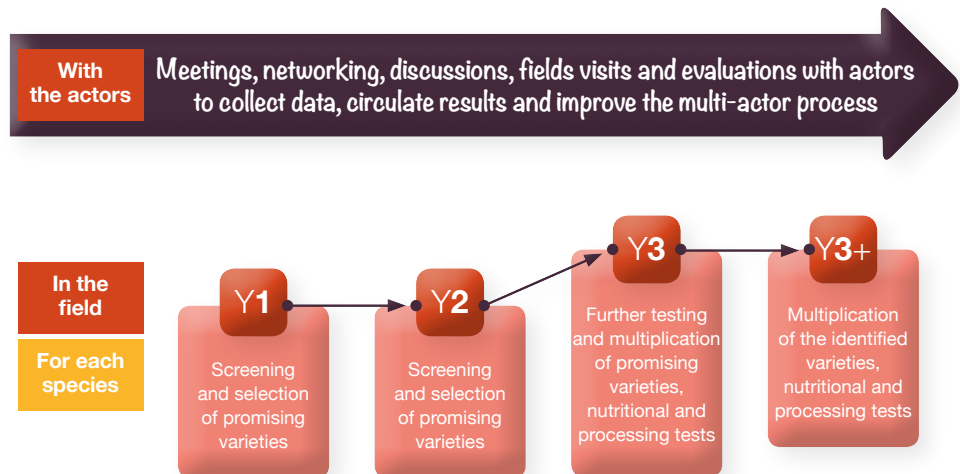 With
the actors
Meetings, networking, discussions, fields visits and evaluations with actors
to collect data, circulate results and improve the multi-actor process
In the
field
For each
species
Y1
Screening
and selection
of promising
varieties
Y2
Screening
and selection
of promising
varieties
Y3
Further testing
and multiplication
of promising
varieties,
nutritional and
processing tests
Y3+
Multiplication
of the identified
varieties,
nutritional and
processing tests